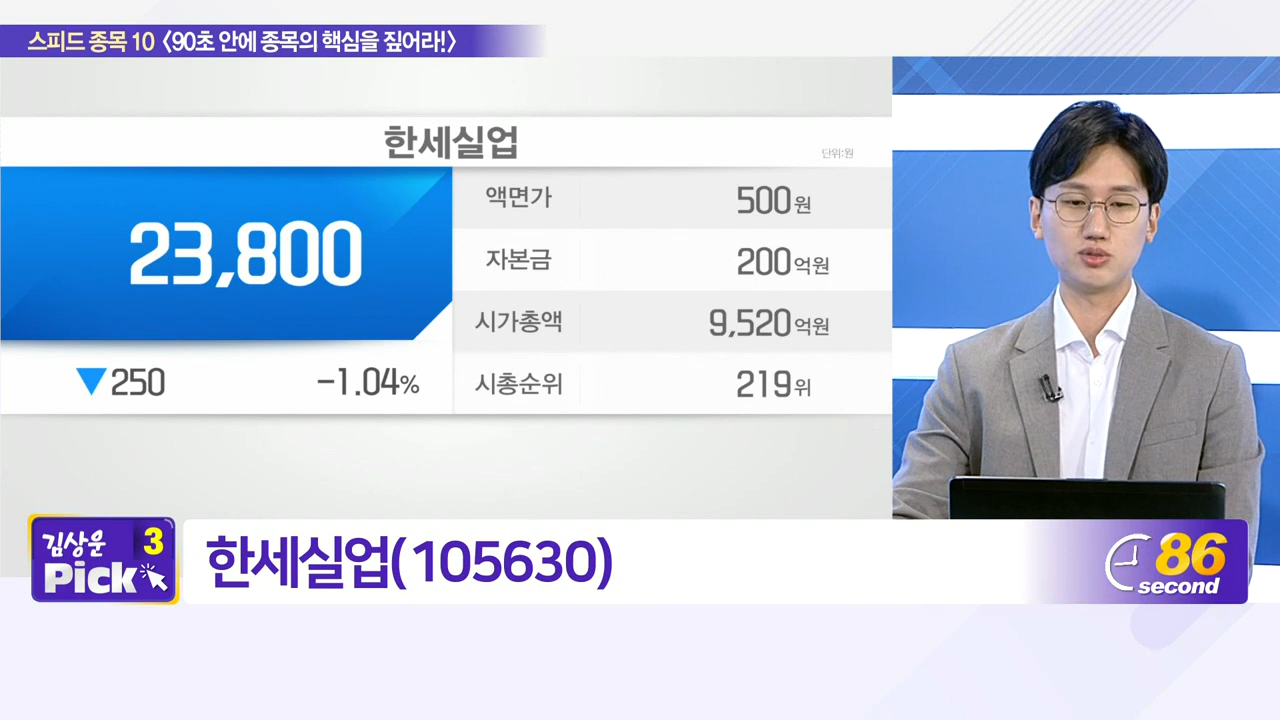 스피드 종목 10 〈90초 안에 종목의 핵심을 짚어라!〉
한세실업
단위:원
23,800
▼250 -1.04%
액면가 500원
자본금 200억원
시가총액 9,520억원
시총순위 219위
김상운 3
Pick
한세실업(105630)
86
second